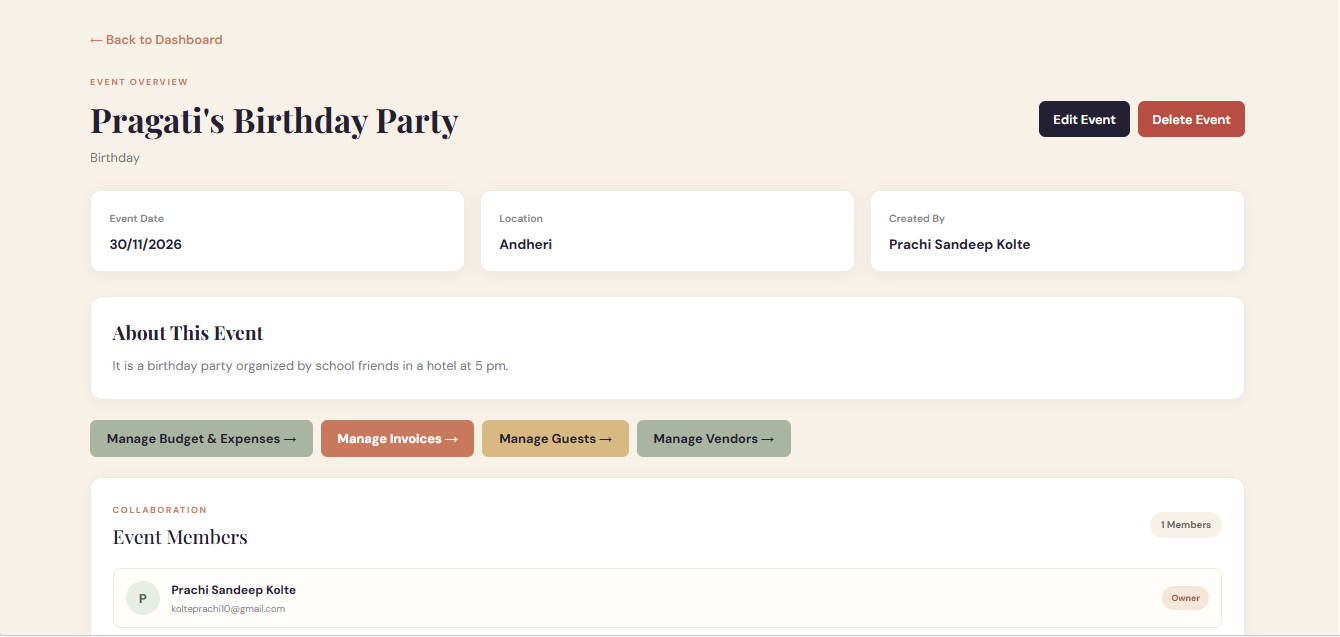 ← Back to Dashboard
EVENT OVERVIEW
Pragati's Birthday Party
Edit Event
Delete Event
Birthday
Event Date
30/11/2026
Location
Andheri
Created By
Prachi Sandeep Kolte
About This Event
It is a birthday party organized by school friends in a hotel at 5 pm.
Manage Budget & Expenses →
Manage Invoices →
Manage Guests →
Manage Vendors →
COLLABORATION
Event Members
1 Members
P
Prachi Sandeep Kolte
kolteprachi10@gmail.com
Owner